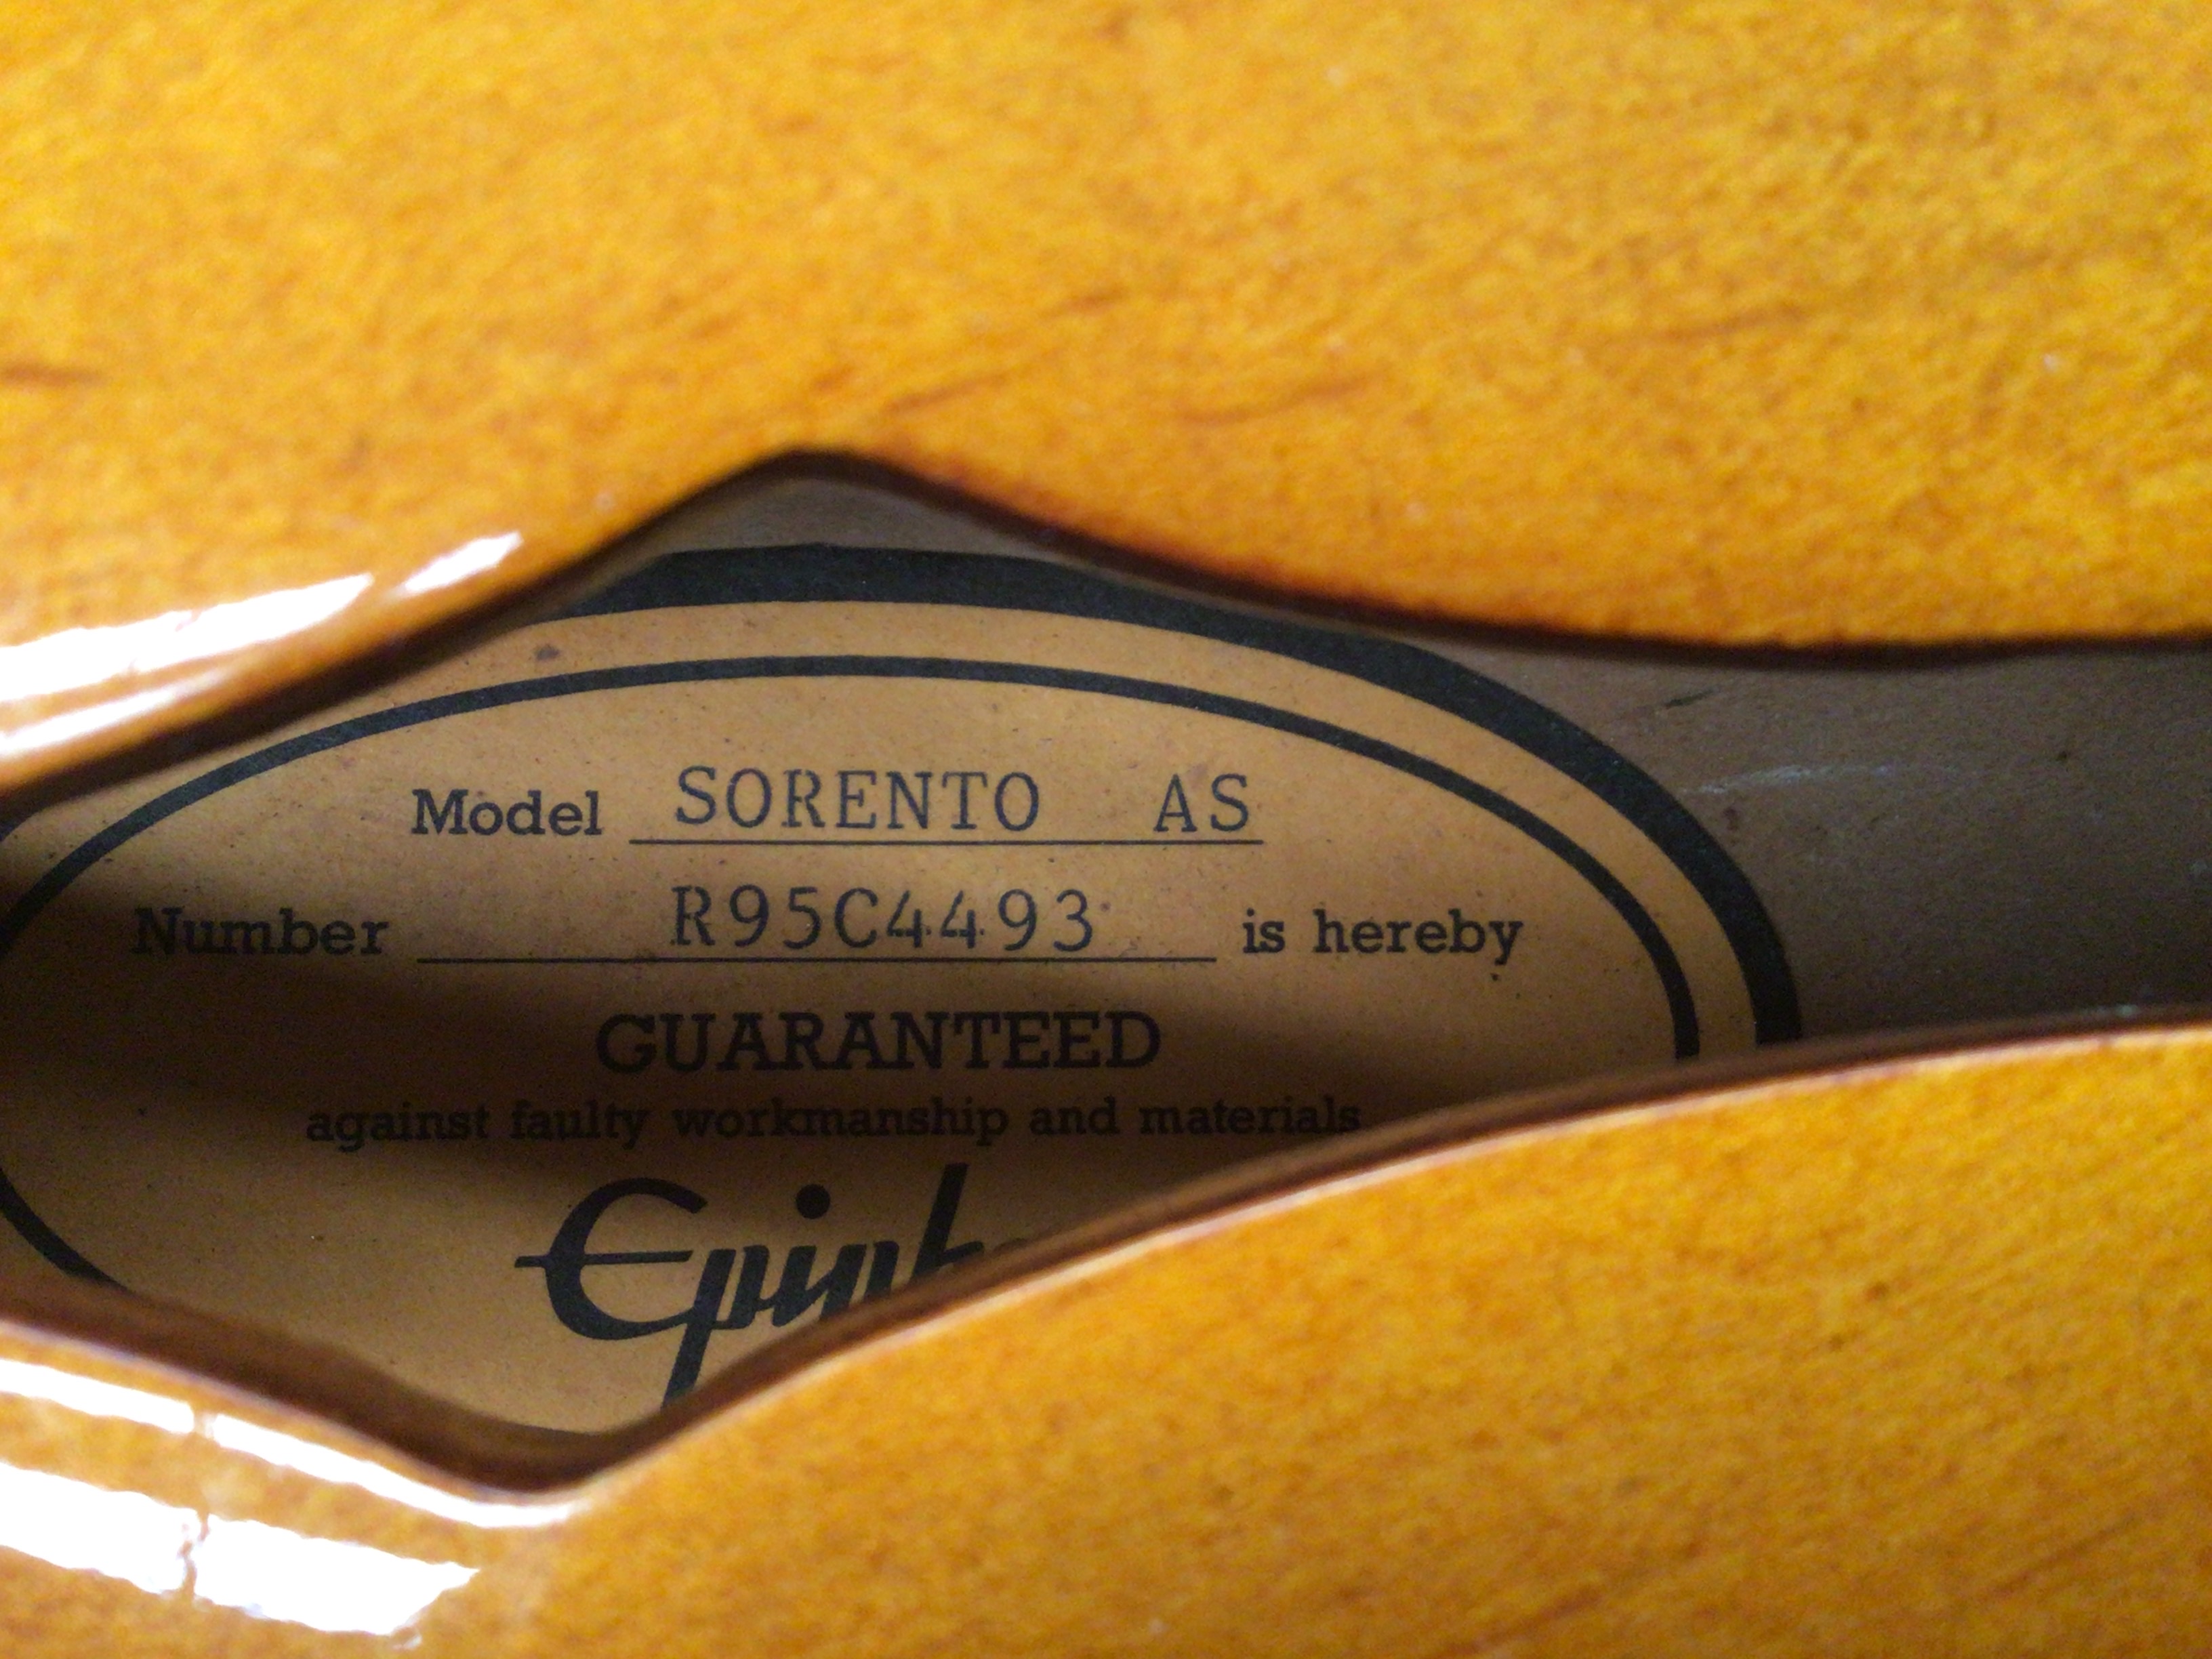 Model SORENTO AS
Number R95C4493 is hereby
GUARANTEED
against faulty workmanship and materials